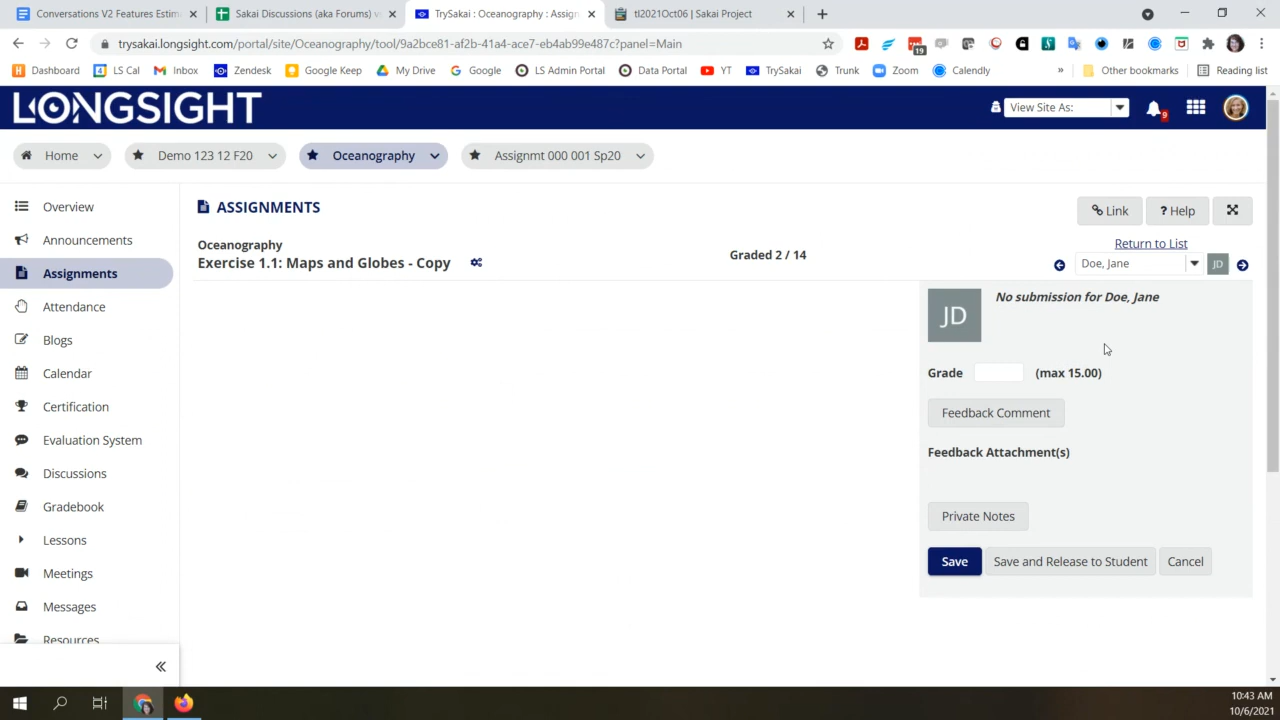 Conversations V2 Features Estim
Sakai Discussions (aka Forums) v
TrySakai : Oceanography : Assign
tl2021Oct06 | Sakai Project
trysakai.longsight.com/portal/site/Oceanography/tool/0a2bce81-af2b-41a4-ace7-eb4ab99e487c?panel=Main
19
Dashboard
LS Cal
Inbox
Zendesk
Google Keep
My Drive
Google
LS Admin Portal
Data Portal
YT
TrySakai
Trunk
Zoom
Calendly
»
Other bookmarks
Reading list
LONGSIGHT
View Site As:
9
Home
Demo 123 12 F20
Oceanography
Assignmt 000 001 Sp20
Overview
Announcements
Assignments
Attendance
Blogs
Calendar
Certification
Evaluation System
Discussions
Gradebook
Lessons
Meetings
Messages
Resources
ASSIGNMENTS
Link
? Help
Oceanography
Exercise 1.1: Maps and Globes - Copy
Graded 2 / 14
Return to List
Doe, Jane
JD
JD
No submission for Doe, Jane
Grade
(max 15.00)
Feedback Comment
Feedback Attachment(s)
Private Notes
Save
Save and Release to Student
Cancel
10:43 AM
10/6/2021